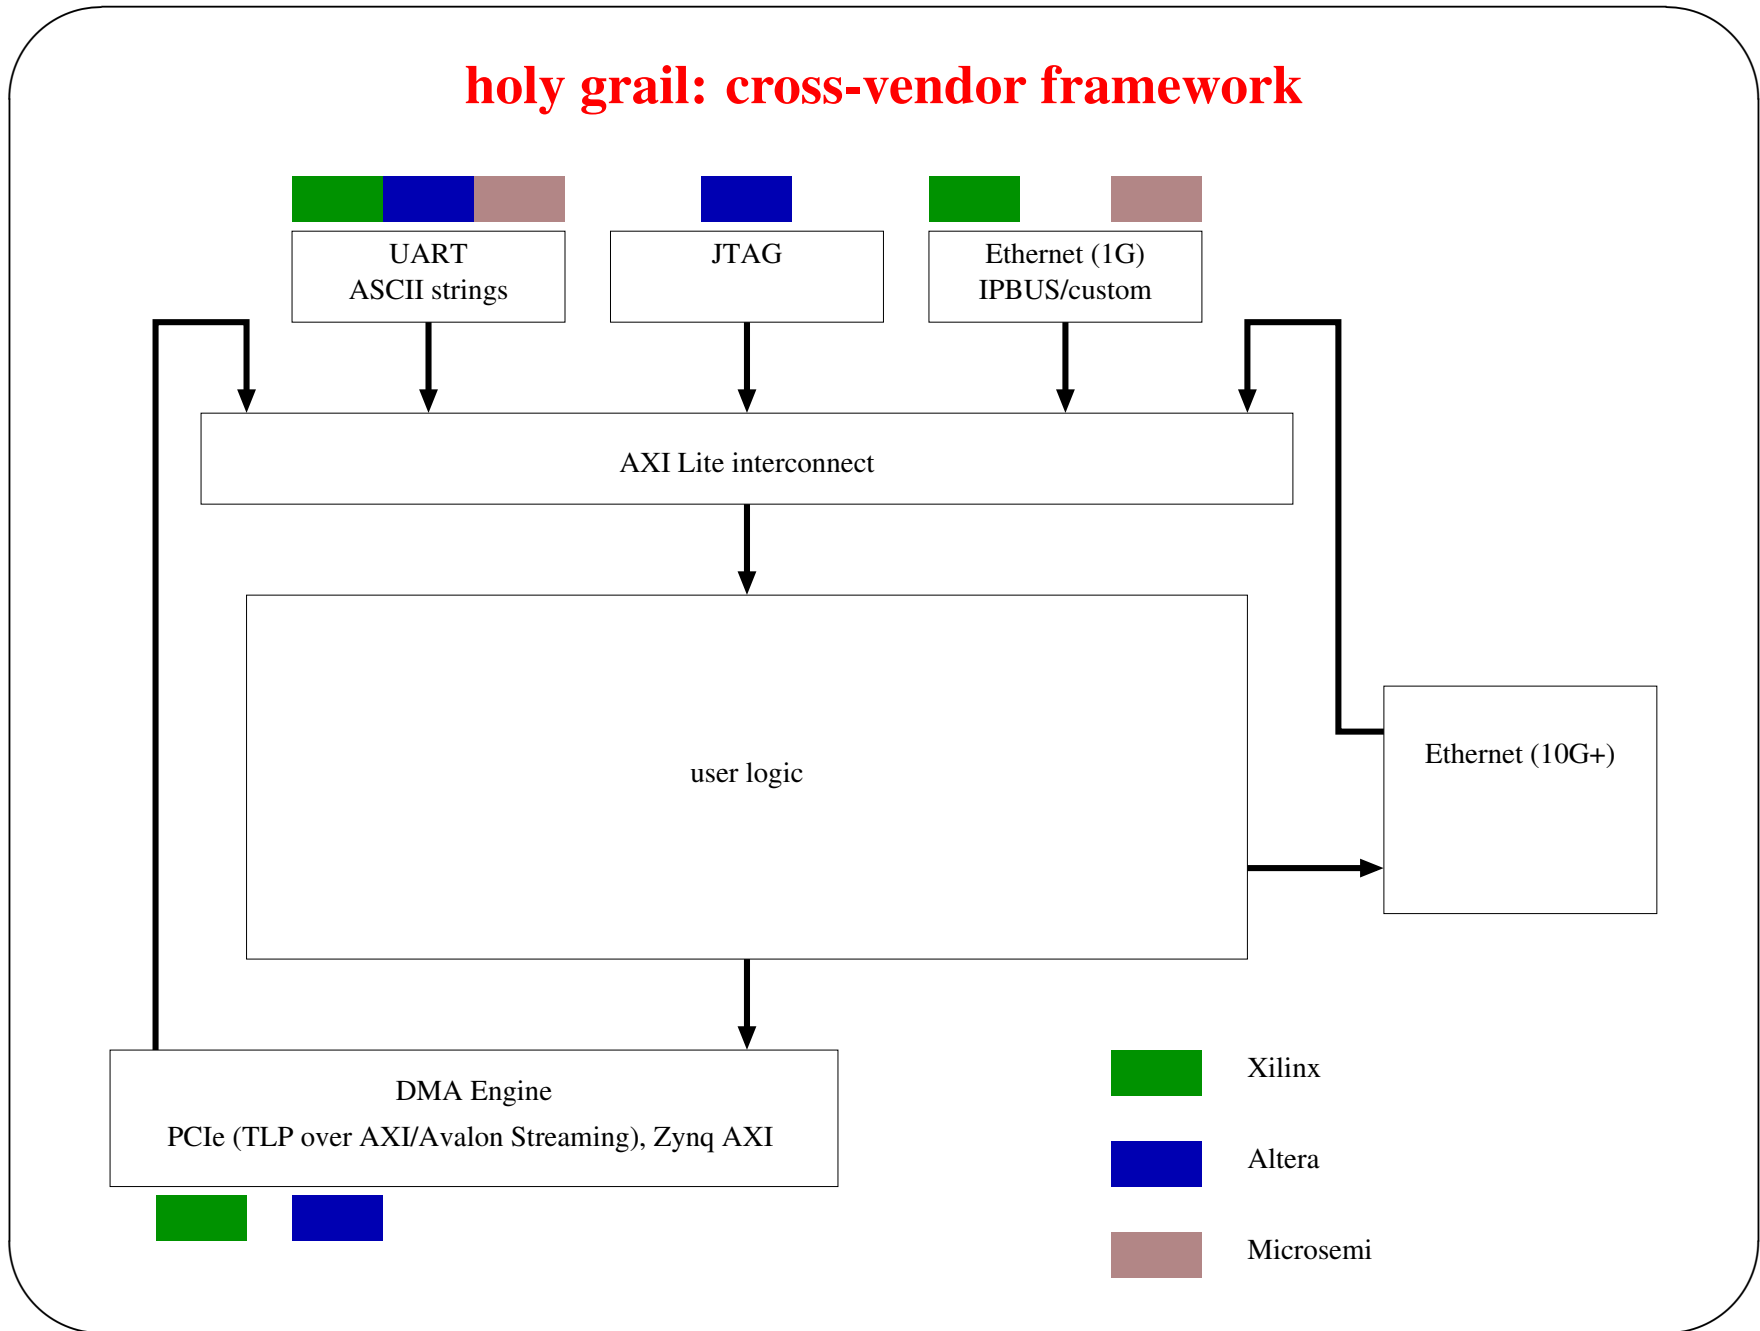 holy grail: cross-vendor framework
UART
ASCII strings
JTAG
Ethernet (1G)
IPBUS/custom
AXI Lite interconnect
user logic
Ethernet (10G+)
DMA Engine
PCIe (TLP over AXI/Avalon Streaming), Zynq AXI
Xilinx
Altera
Microsemi